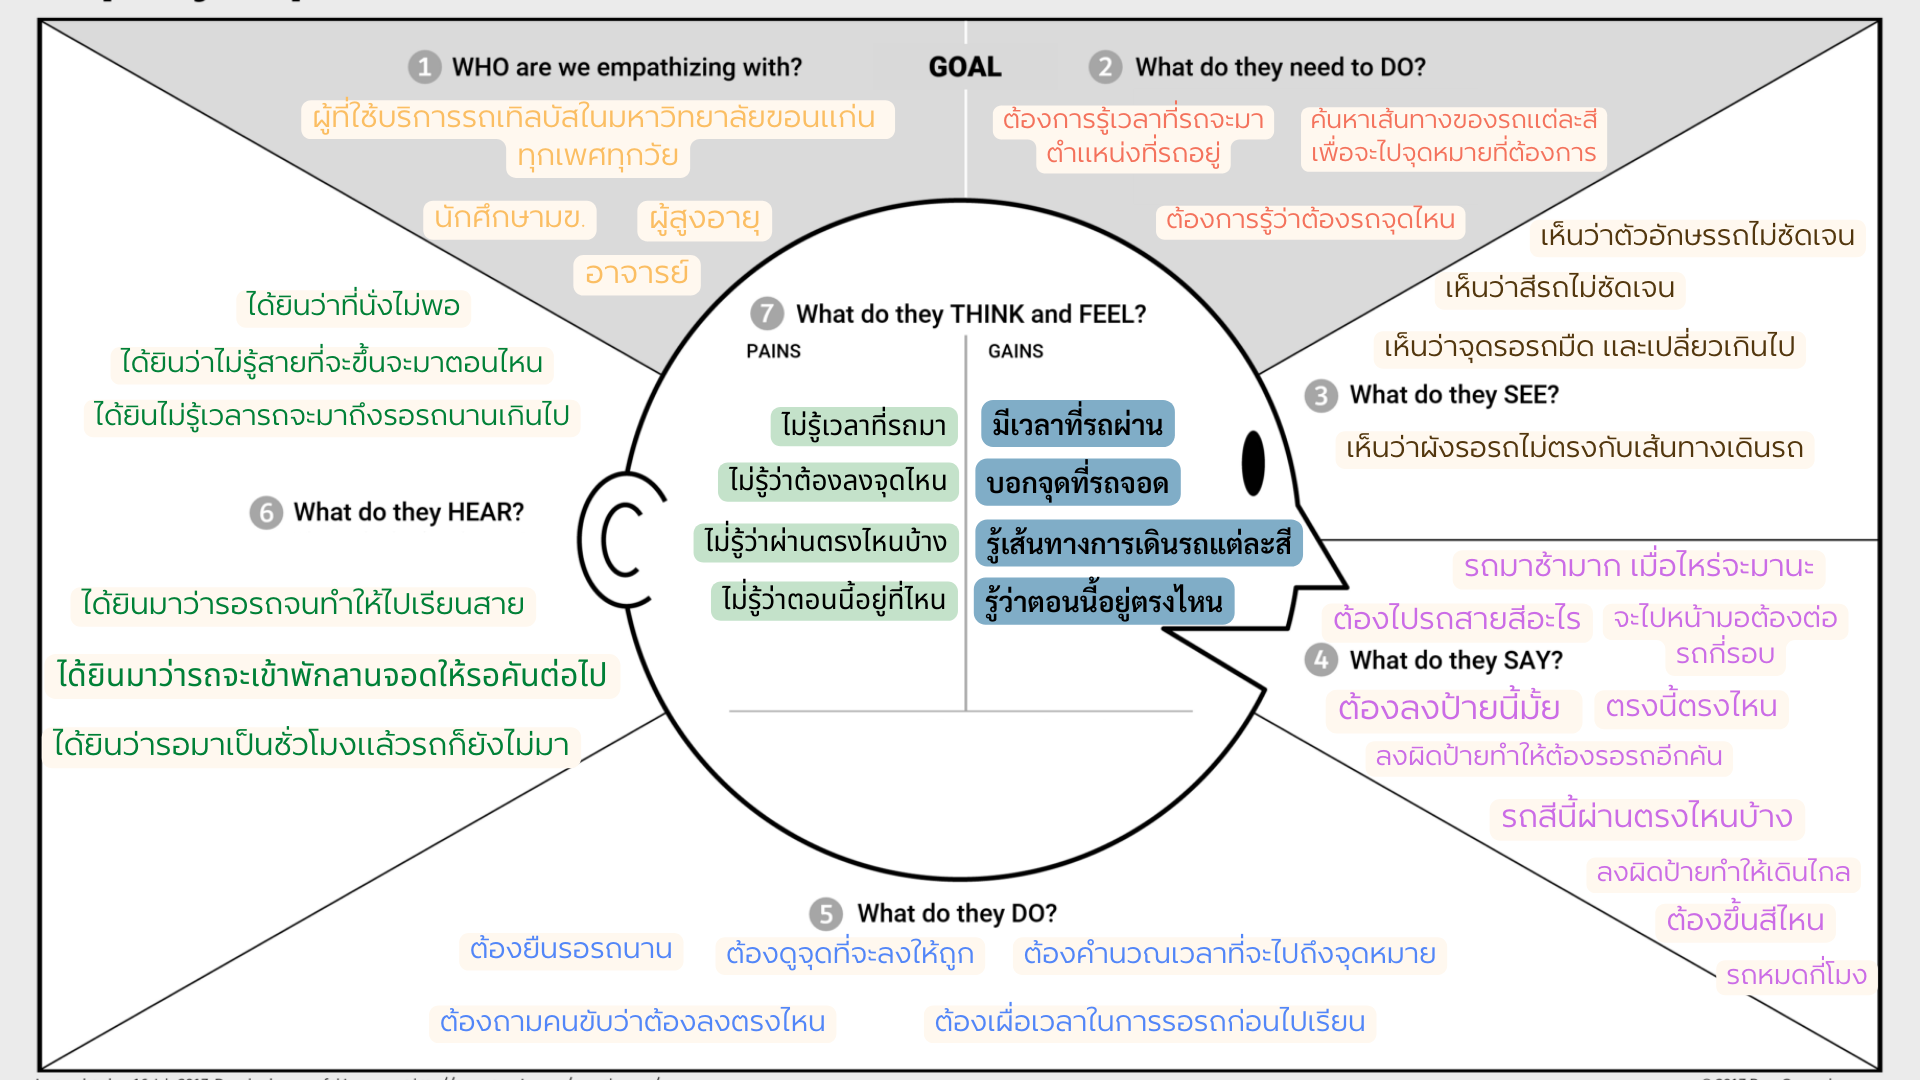 1 WHO are we empathizing with?
ผู้ที่ใช้บริการรถเทิลบัสในมหาวิทยาลัยขอนแก่น
ทุกเพศทุกวัย
นักศึกษามข.
ผู้สูงอายุ
อาจารย์
GOAL
2 What do they need to DO?
ต้องการรู้เวลาที่รถจะมา
ตำแหน่งที่รถอยู่
ค้นหาเส้นทางของรถแต่ละสี
เพื่อจะไปจุดหมายที่ต้องการ
ต้องการรู้ว่าต้องรถจุดไหน
เห็นว่าตัวอักษรรถไม่ชัดเจน
เห็นว่าสีรถไม่ชัดเจน
เห็นว่าจุดรอรถมืด และเปลี่ยวเกินไป
3 What do they SEE?
เห็นว่าผังรอรถไม่ตรงกับเส้นทางเดินรถ
รถมาช้ามาก เมื่อไหร่จะมานะ
ต้องไปรถสายสีอะไร
จะไปหน้ามอต้องต่อ
รถกี่รอบ
4 What do they SAY?
ต้องลงป้ายนี้มั้ย
ตรงนี้ตรงไหน
ลงผิดป้ายทำให้ต้องรอรถอีกคัน
รถสีนี้ผ่านตรงไหนบ้าง
ลงผิดป้ายทำให้เดินไกล
ต้องขึ้นสีไหน
รถหมดกี่โมง
5 What do they DO?
ต้องยืนรอรถนาน
ต้องดูจุดที่จะลงให้ถูก
ต้องคำนวณเวลาที่จะไปถึงจุดหมาย
ต้องถามคนขับว่าต้องลงตรงไหน
ต้องเผื่อเวลาในการรอรถก่อนไปเรียน
ได้ยินว่าที่นั่งไม่พอ
ได้ยินว่าไม่รู้สายที่จะขึ้นจะมาตอนไหน
ได้ยินไม่รู้เวลารถจะมาถึงรอรถนานเกินไป
6 What do they HEAR?
ได้ยินมาว่ารอรถจนทำให้ไปเรียนสาย
ได้ยินมาว่ารถจะเข้าพักลานจอดให้รอคันต่อไป
ได้ยินว่ารอมาเป็นชั่วโมงแล้วรถก็ยังไม่มา
7 What do they THINK and FEEL?
PAINS
ไม่รู้เวลาที่รถมา
ไม่รู้ว่าต้องลงจุดไหน
ไม่รู้ว่าผ่านตรงไหนบ้าง
ไม่รู้ว่าตอนนี้อยู่ที่ไหน
GAINS
มีเวลาที่รถผ่าน
บอกจุดที่รถจอด
รู้เส้นทางการเดินรถแต่ละสี
รู้ว่าตอนนี้อยู่ตรงไหน